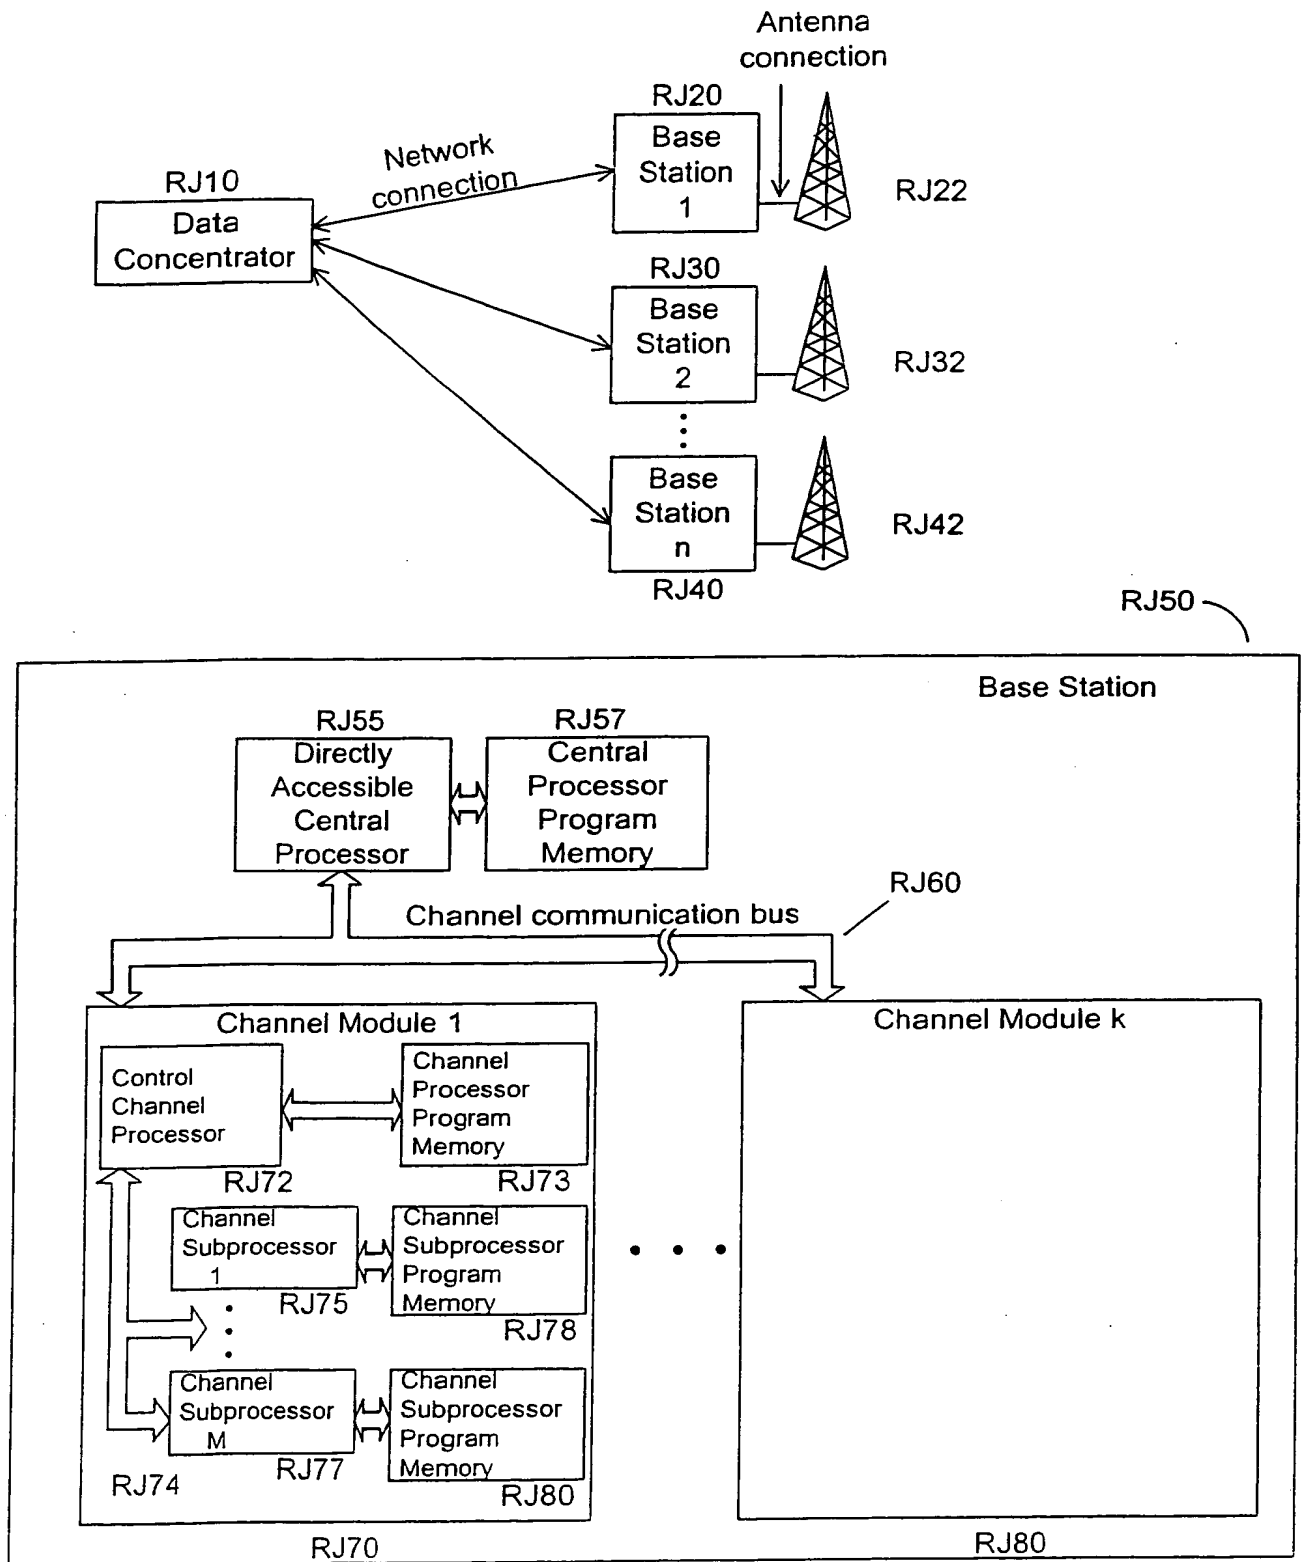 Antenna
connection
RJ20
Base
Station
1
RJ22
Network
connection
RJ10
Data
Concentrator
RJ30
Base
Station
2
RJ32
Base
Station
n
RJ42
RJ40
RJ50
Base Station
RJ55
Directly
Accessible
Central
Processor
RJ57
Central
Processor
Program
Memory
RJ60
Channel communication bus
Channel Module 1
Control
Channel
Processor
RJ72
Channel
Processor
Program
Memory
RJ73
Channel
Subprocessor
1
RJ75
Channel
Subprocessor
Program
Memory
RJ78
Channel
Subprocessor
M
RJ77
Channel
Subprocessor
Program
Memory
RJ80
RJ74
RJ70
Channel Module k
RJ80